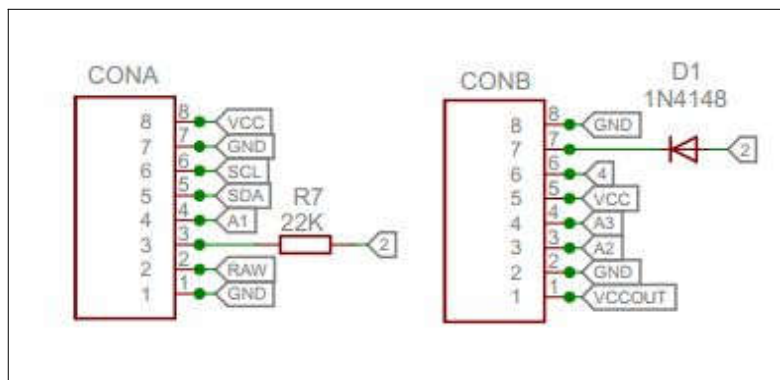 CONA
8 8 VCC
7 7 GND
6 6 SCL
5 5 SDA
4 4 A1
R7
22K
3 3 2
2 2 RAW
1 1 GND
CONB
D1
1N4148
8 8 GND
7 7 2
6 6 4
5 5 VCC
4 4 A3
3 3 A2
2 2 GND
1 1 VCCOUT